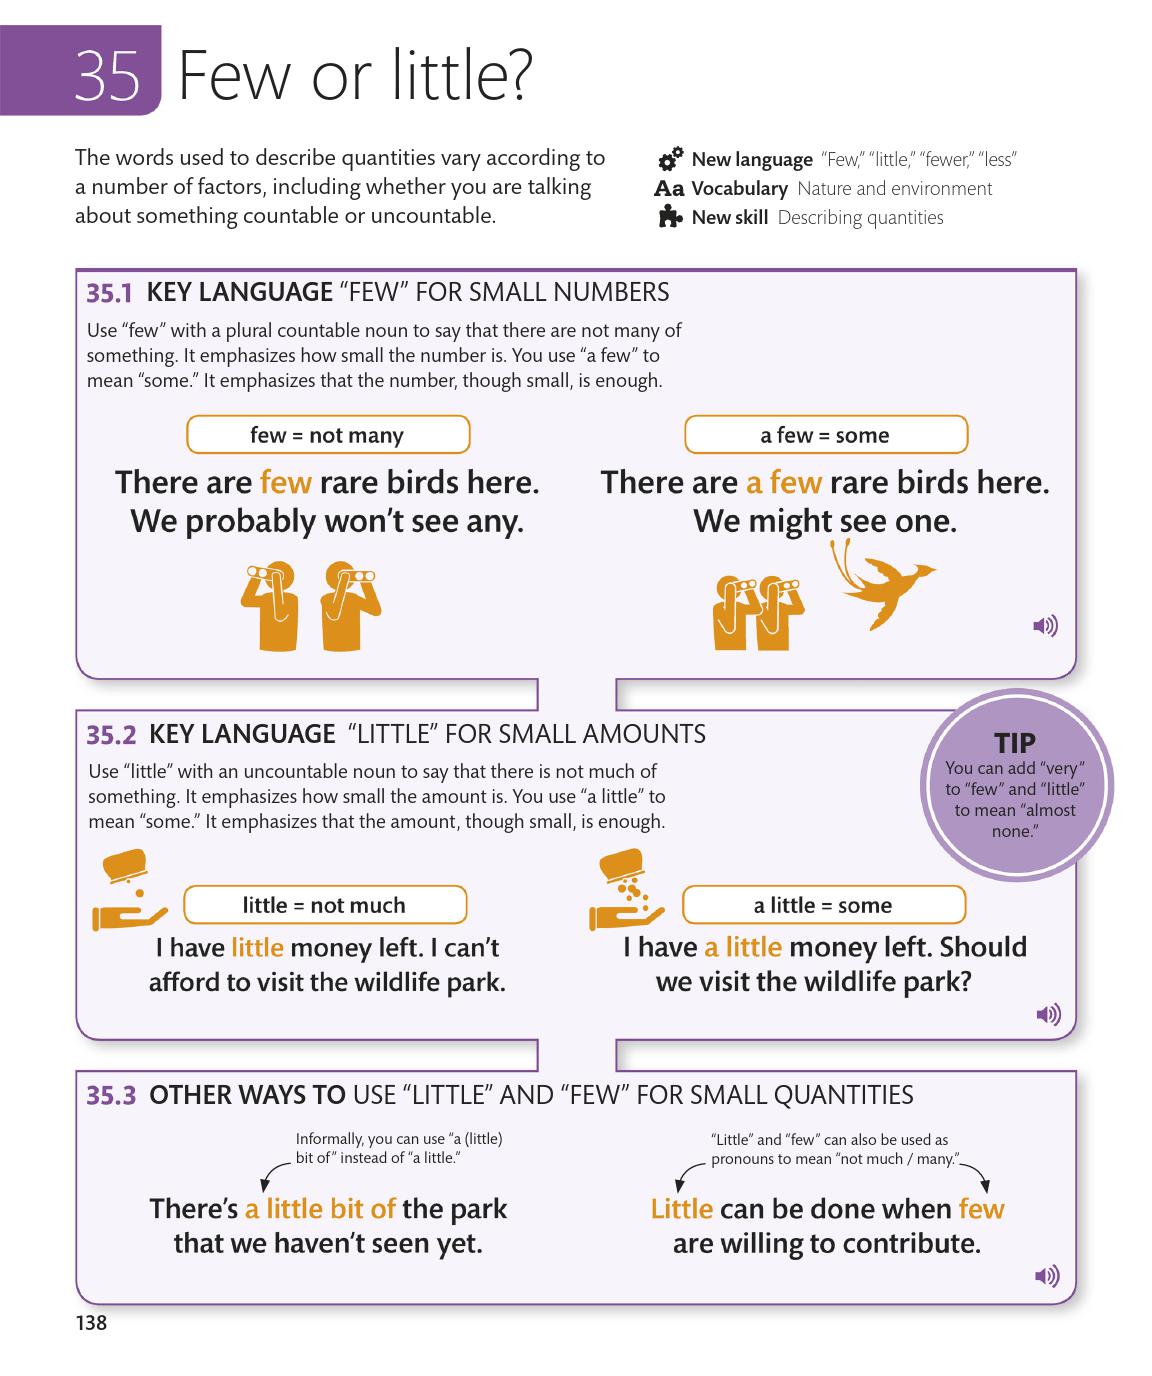 35 Few or little?
The words used to describe quantities vary according to
a number of factors, including whether you are talking
about something countable or uncountable.
New language “Few,” “little,” “fewer,” “less”
Aa Vocabulary Nature and environment
New skill Describing quantities
35.1 KEY LANGUAGE “FEW” FOR SMALL NUMBERS
Use “few” with a plural countable noun to say that there are not many of
something. It emphasizes how small the number is. You use “a few” to
mean “some.” It emphasizes that the number, though small, is enough.
few = not many
There are few rare birds here.
We probably won’t see any.
a few = some
There are a few rare birds here.
We might see one.
35.2 KEY LANGUAGE “LITTLE” FOR SMALL AMOUNTS
Use “little” with an uncountable noun to say that there is not much of
something. It emphasizes how small the amount is. You use “a little” to
mean “some.” It emphasizes that the amount, though small, is enough.
TIP
You can add “very”
to “few” and “little”
to mean “almost
none.”
little = not much
I have little money left. I can’t
afford to visit the wildlife park.
a little = some
I have a little money left. Should
we visit the wildlife park?
35.3 OTHER WAYS TO USE “LITTLE” AND “FEW” FOR SMALL QUANTITIES
Informally, you can use “a (little)
bit of” instead of “a little.”
There’s a little bit of the park
that we haven’t seen yet.
“Little” and “few” can also be used as
pronouns to mean “not much / many.”
Little can be done when few
are willing to contribute.
138